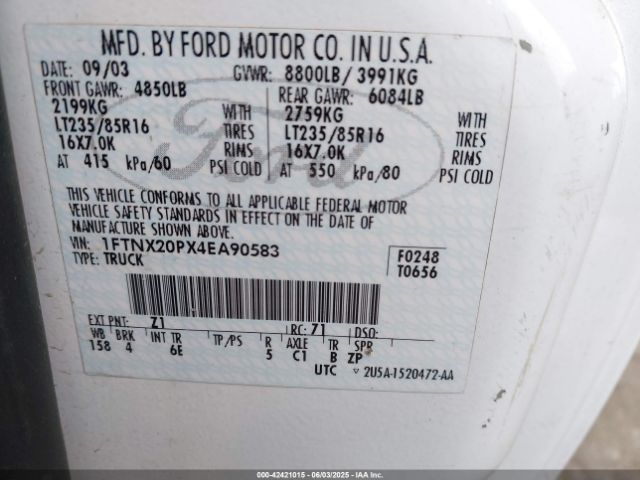 MFD. BY FORD MOTOR CO. IN U.S.A.
DATE: 09/03 GVWR: 8800LB/ 3991KG
FRONT GAWR: 4850LB REAR GAWR: 6084LB
2199KG WITH 2759KG WITH
LT235/85R16 TIRES LT235/85R16 TIRES
16X7.0K RIMS 16X7.0K RIMS
AT 415 kPa/60 PSI COLD AT 550 kPa/80 PSI COLD
THIS VEHICLE CONFORMS TO ALL APPLICABLE FEDERAL MOTOR
VEHICLE SAFETY STANDARDS IN EFFECT ON THE DATE OF
MANUFACTURE SHOWN ABOVE.
VIN: 1FTNX20PX4EA90583 F0248
TYPE: TRUCK T0656
EXT PNT: Z1 RC: 71 DSO:
WB BRK INT TR TP/PS R AXLE TR SPR
158 4 6E 5 C1 B ZP
UTC 2U5A-1520472-AA
Ford
000-42421015 - 06/03/2025 - IAAI, Inc.